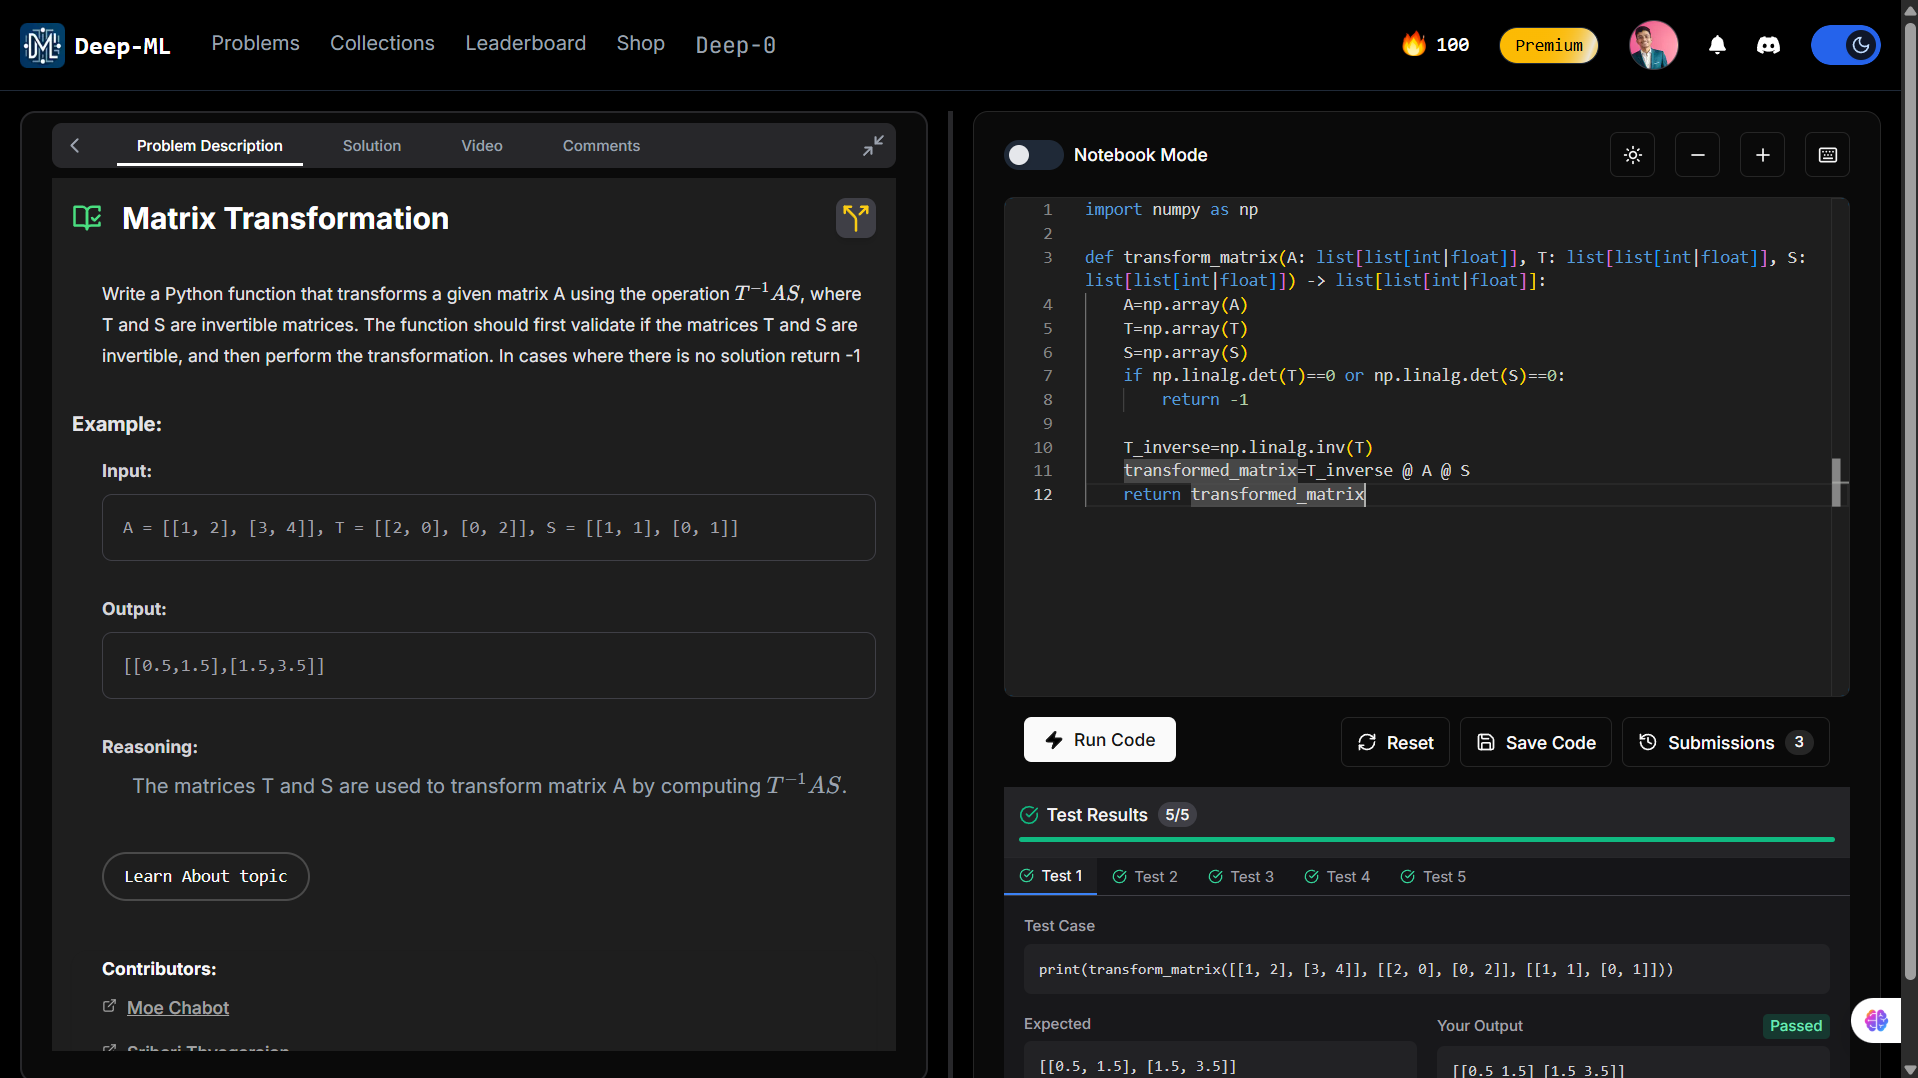 Deep-ML
Problems
Collections
Leaderboard
Shop
Deep-0
100
Premium
Problem Description
Solution
Video
Comments
Matrix Transformation
Write a Python function that transforms a given matrix A using the operation T⁻¹AS, where
T and S are invertible matrices. The function should first validate if the matrices T and S are
invertible, and then perform the transformation. In cases where there is no solution return -1
Example:
Input:
A = [[1, 2], [3, 4]], T = [[2, 0], [0, 2]], S = [[1, 1], [0, 1]]
Output:
[[0.5,1.5],[1.5,3.5]]
Reasoning:
The matrices T and S are used to transform matrix A by computing T⁻¹AS.
Learn About topic
Contributors:
Moe Chabot
Notebook Mode
1 import numpy as np
2
3 def transform_matrix(A: list[list[int|float]], T: list[list[int|float]], S:
list[list[int|float]]) -> list[list[int|float]]:
4 A=np.array(A)
5 T=np.array(T)
6 S=np.array(S)
7 if np.linalg.det(T)==0 or np.linalg.det(S)==0:
8 return -1
9
10 T_inverse=np.linalg.inv(T)
11 transformed_matrix=T_inverse @ A @ S
12 return transformed_matrix
Run Code
Reset
Save Code
Submissions 3
Test Results 5/5
Test 1
Test 2
Test 3
Test 4
Test 5
Test Case
print(transform_matrix([[1, 2], [3, 4]], [[2, 0], [0, 2]], [[1, 1], [0, 1]]))
Expected
[[0.5, 1.5], [1.5, 3.5]]
Your Output
Passed
[[0.5 1.5] [1.5 3.5]]